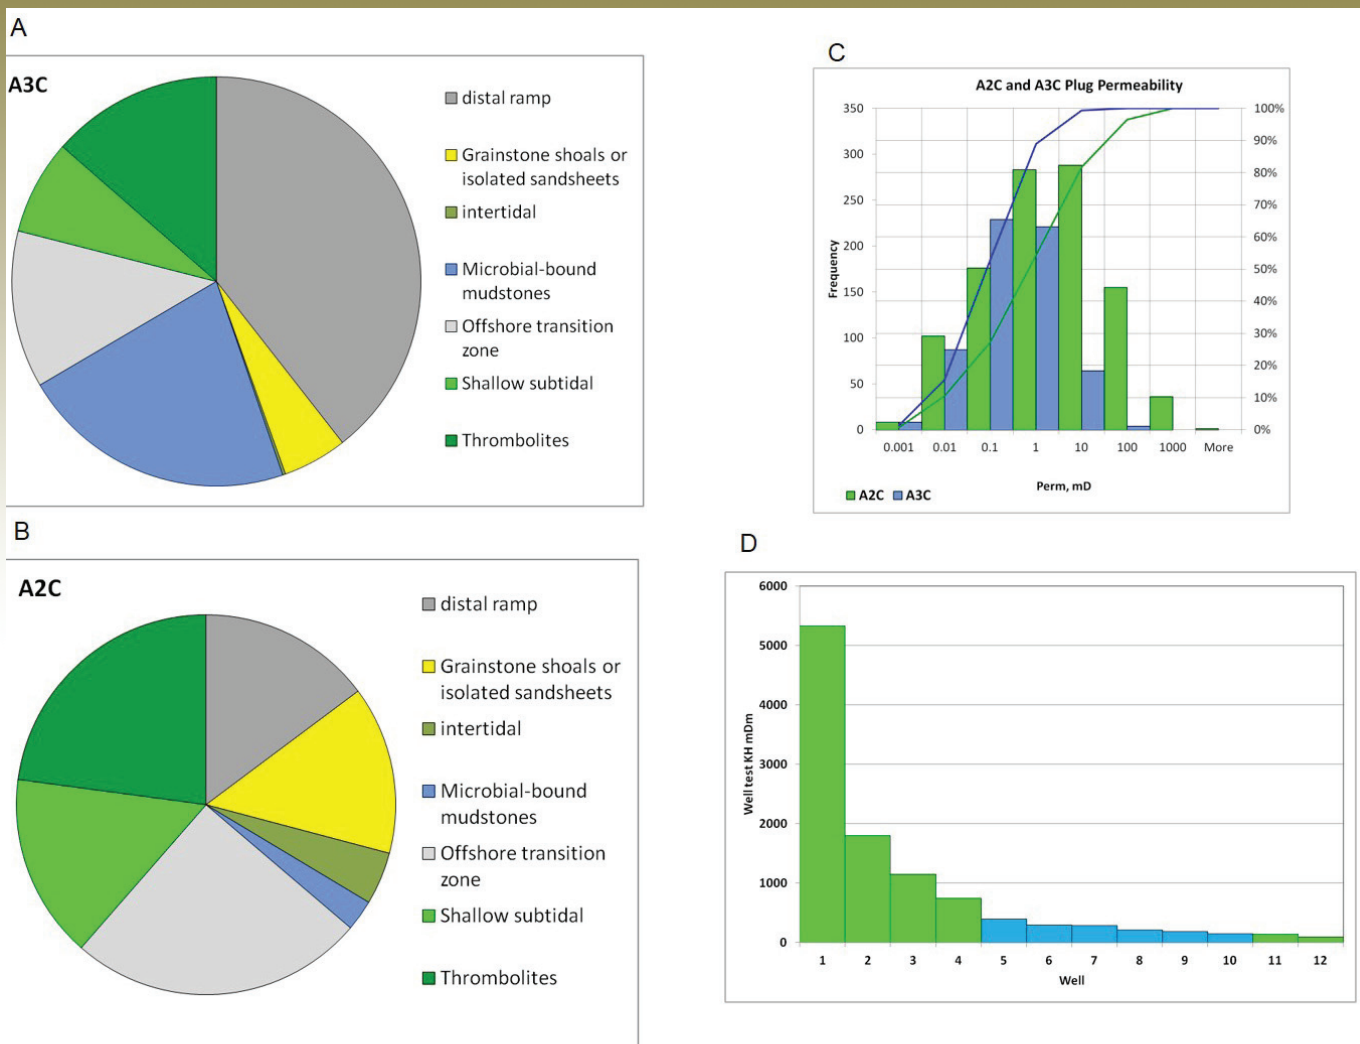 A
A3C
distal ramp
Grainstone shoals or
isolated sandsheets
intertidal
Microbial-bound
mudstones
Offshore transition
zone
Shallow subtidal
Thrombolites
B
A2C
distal ramp
Grainstone shoals or
isolated sandsheets
intertidal
Microbial-bound
mudstones
Offshore transition
zone
Shallow subtidal
Thrombolites
C
A2C and A3C Plug Permeability
350 100%
90%
300
80%
250
70%
200 60%
50%
150
40%
100 30%
20%
50
10%
0 0%
Frequency
0.001 0.01 0.1 1 10 100 1000 More
Perm, mD
A2C A3C
D
6000
5000
4000
3000
2000
1000
0
Well test KH mDm
1 2 3 4 5 6 7 8 9 10 11 12
Well